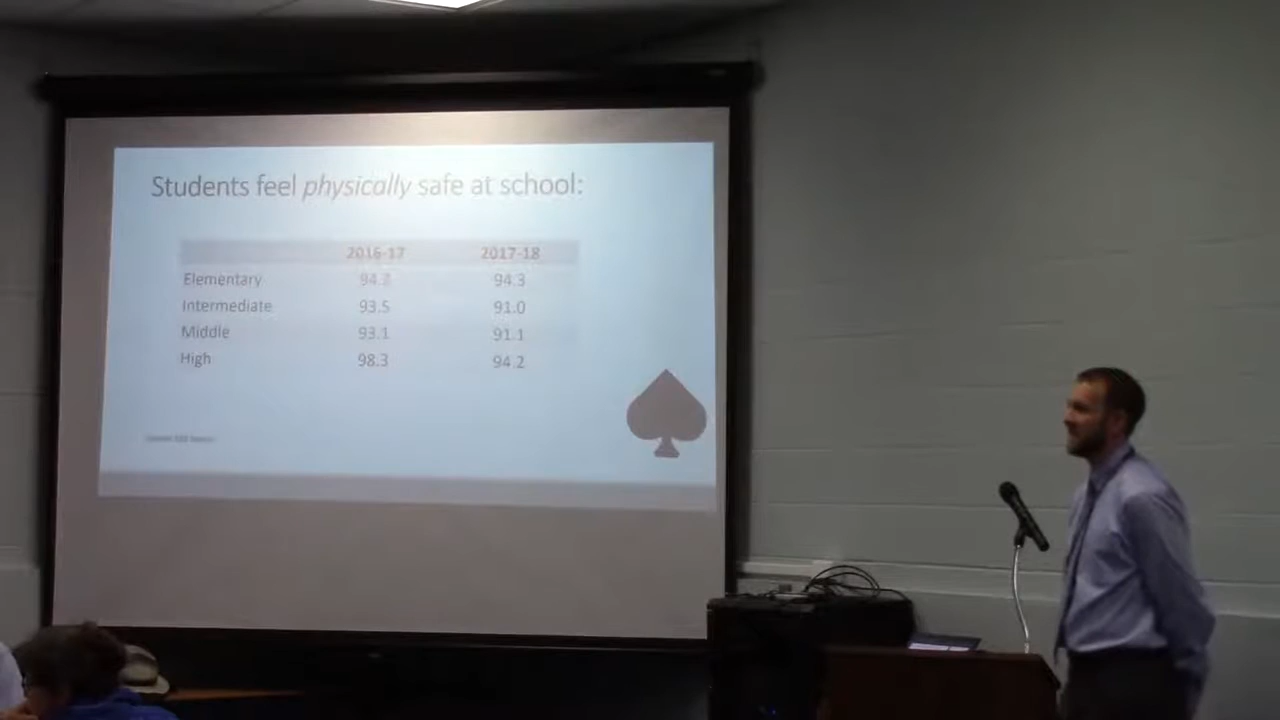 Students feel physically safe at school:
2016-17 2017-18
Elementary 94.3
Intermediate 93.5 91.0
Middle 93.1 91.1
High 98.3 94.2